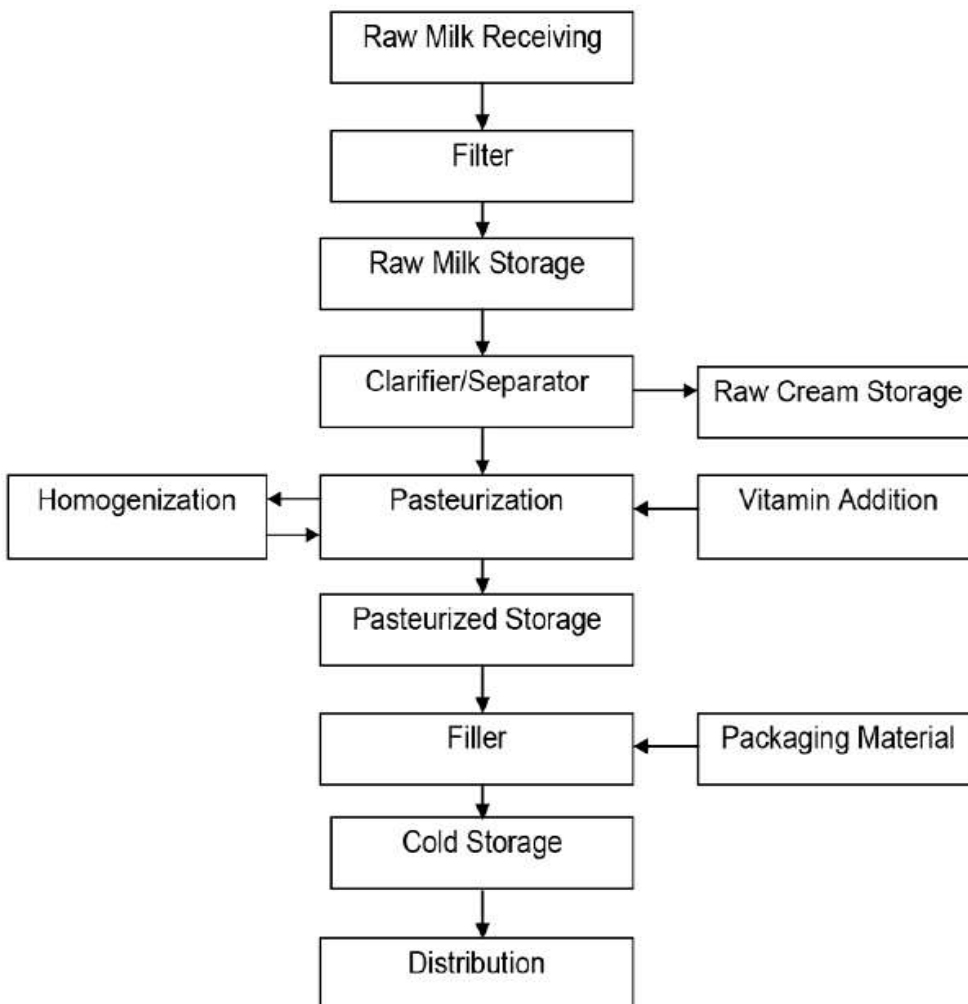 Raw Milk Receiving
Filter
Raw Milk Storage
Clarifier/Separator
Raw Cream Storage
Homogenization
Pasteurization
Vitamin Addition
Pasteurized Storage
Filler
Packaging Material
Cold Storage
Distribution